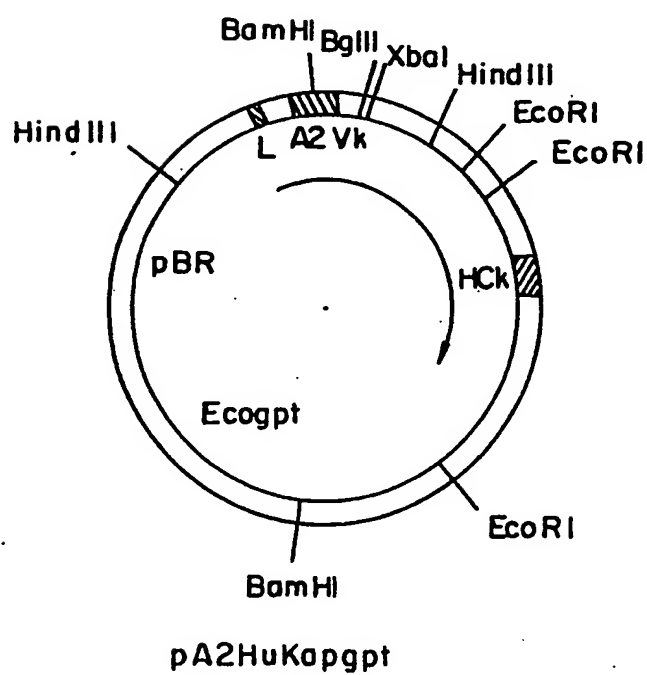 BamHI
BglII
XbaI
HindIII
EcoRI
EcoRI
HindIII
L
A2 Vk
pBR
HCk
Ecogpt
EcoRI
BamHI
pA2HuKapgpt